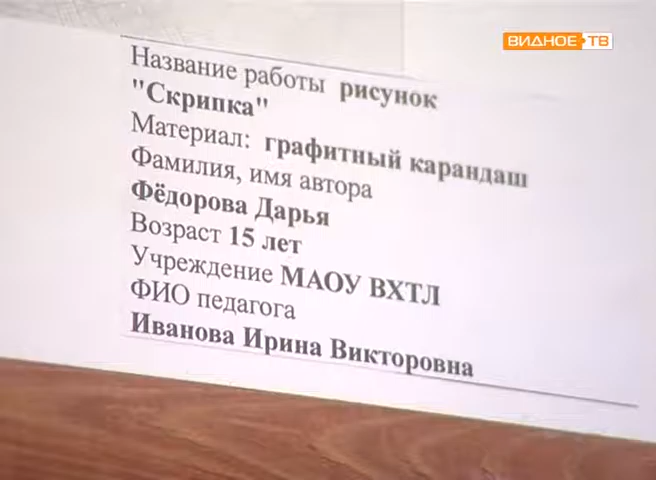 ВИДНОЕ ТВ
Название работы рисунок
"Скрипка"
Материал: графитный карандаш
Фамилия, имя автора
Фёдорова Дарья
Возраст 15 лет
Учреждение МАОУ ВХТЛ
ФИО педагога
Иванова Ирина Викторовна